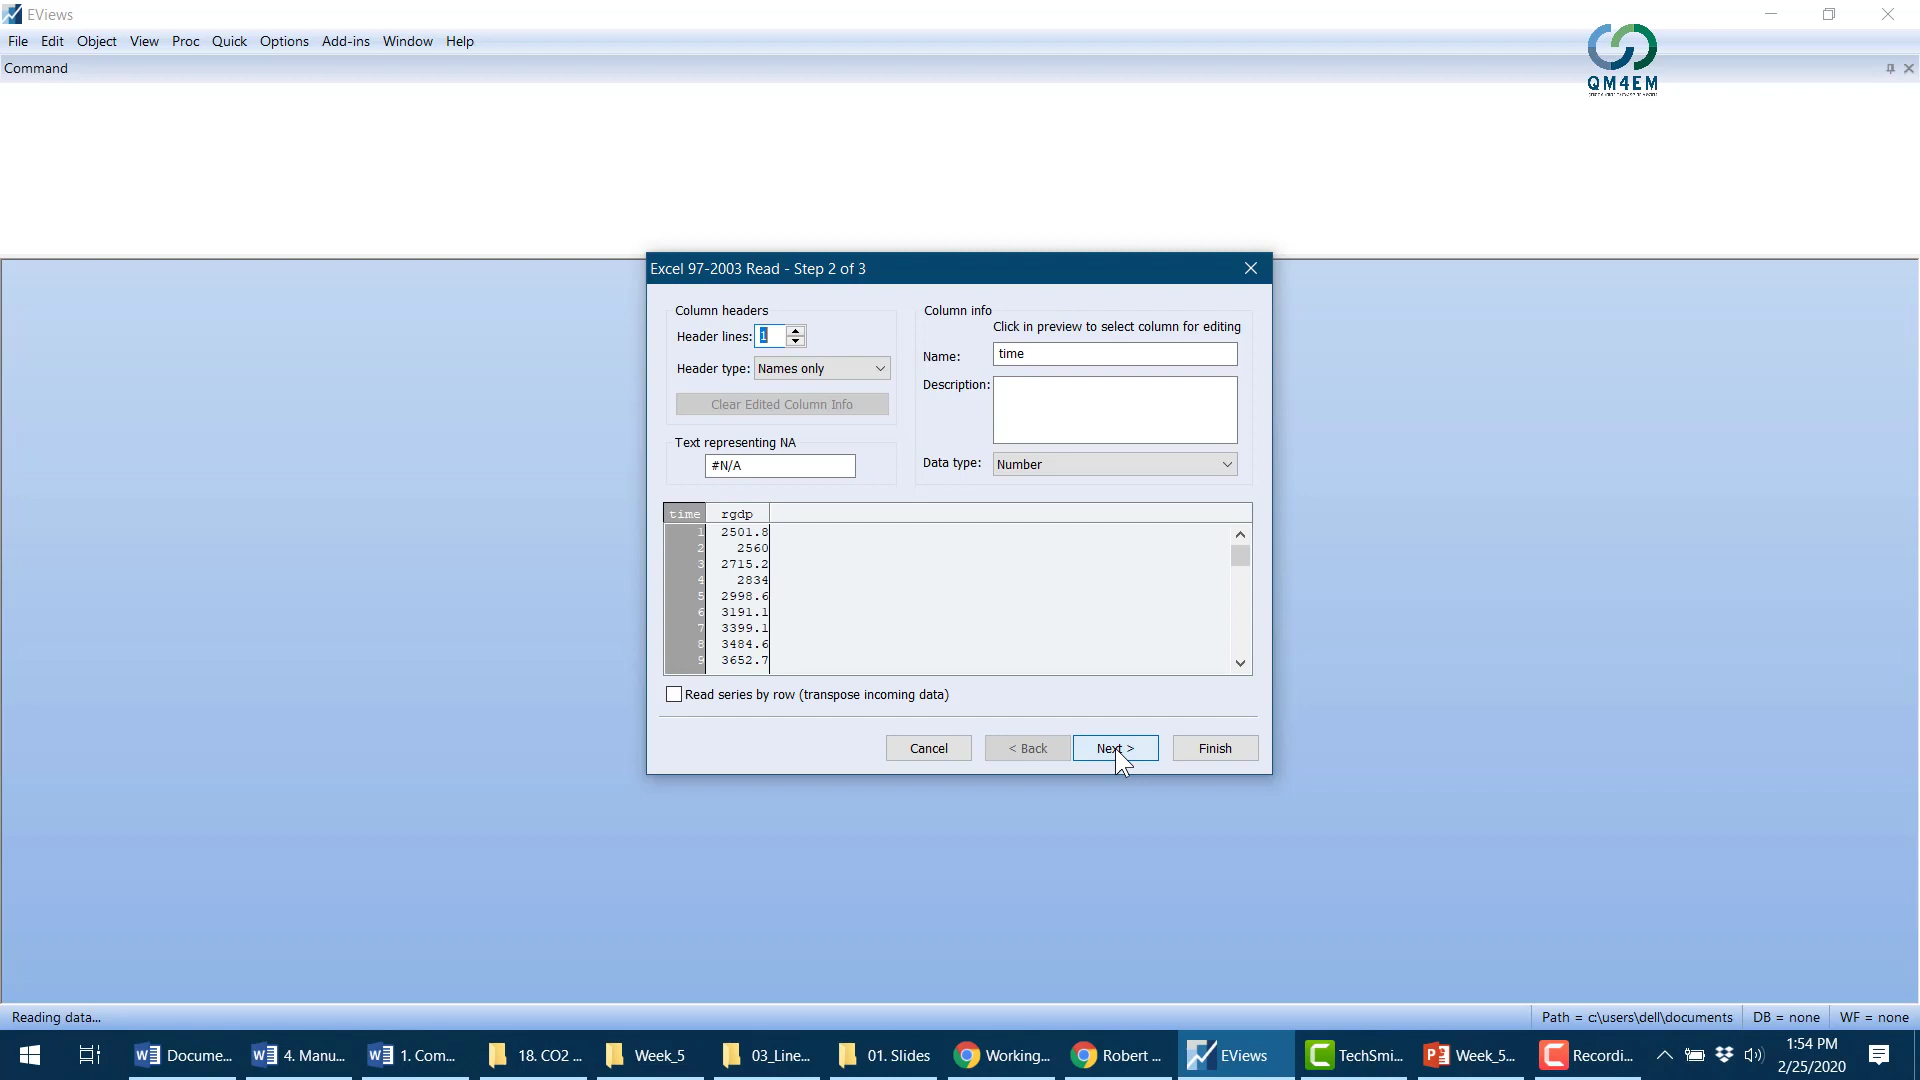 EViews
File Edit Object View Proc Quick Options Add-ins Window Help
Command
QM4EM
Excel 97-2003 Read - Step 2 of 3
Column headers
Header lines: 1
Header type: Names only
Clear Edited Column Info
Text representing NA
#N/A
Column info
Click in preview to select column for editing
Name: time
Description:
Data type: Number
time rgdp
1 2501.8
2 2560
3 2715.2
4 2834
5 2998.6
6 3191.1
7 3399.1
8 3484.6
9 3652.7
Read series by row (transpose incoming data)
Cancel < Back Next > Finish
Reading data... Path = c:\users\dell\documents DB = none WF = none
Docume... 4. Manu... 1. Com... 18. CO2 ... Week_5 03_Line... 01. Slides Working... Robert ... EViews TechSmi... Week_5... Recordi... 1:54 PM
2/25/2020